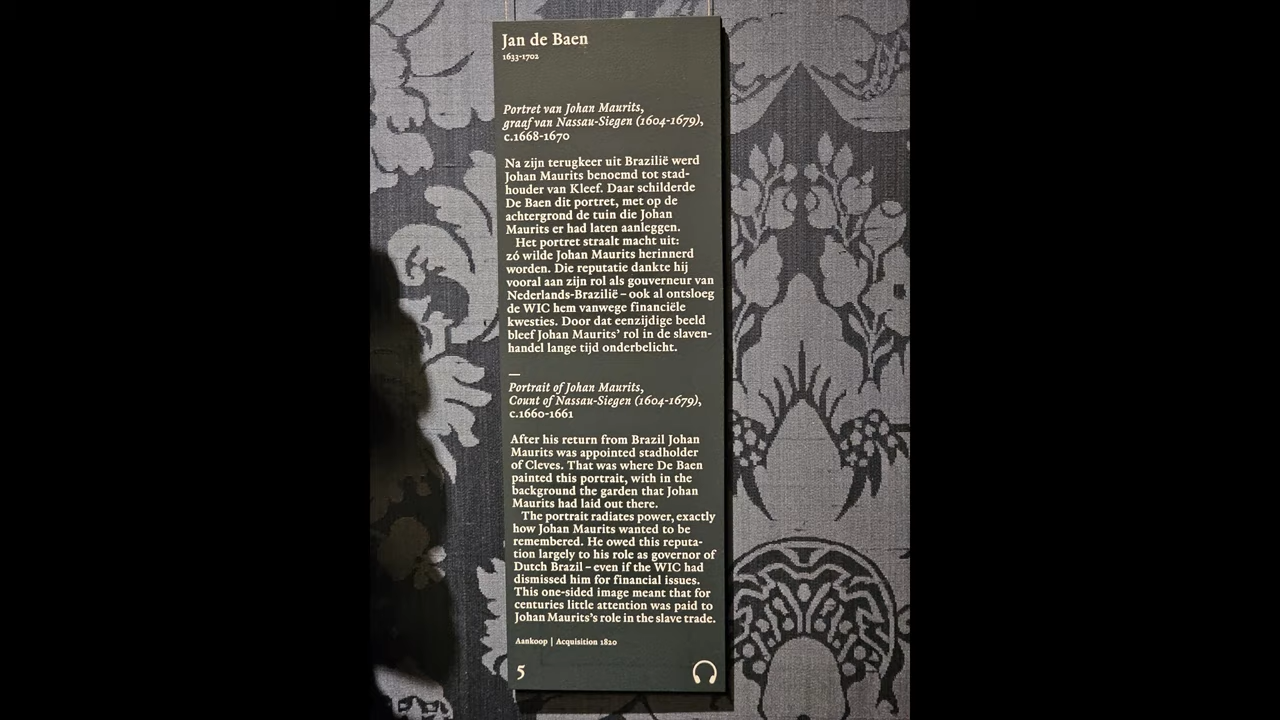 Jan de Baen
1633-1702
Portret van Johan Maurits,
graaf van Nassau-Siegen (1604-1679),
c.1668-1670
Na zijn terugkeer uit Brazilië werd
Johan Maurits benoemd tot stad-
houder van Kleef. Daar schilderde
De Baen dit portret, met op de
achtergrond de tuin die Johan
Maurits er had laten aanleggen.
Het portret straalt macht uit:
zó wilde Johan Maurits herinnerd
worden. Die reputatie dankte hij
vooral aan zijn rol als gouverneur van
Nederlands-Brazilië – ook al ontsloeg
de WIC hem vanwege financiële
kwesties. Door dat eenzijdige beeld
bleef Johan Maurits' rol in de slaven-
handel lange tijd onderbelicht.
—
Portrait of Johan Maurits,
Count of Nassau-Siegen (1604-1679),
c.1660-1661
After his return from Brazil Johan
Maurits was appointed stadholder
of Cleves. That was where De Baen
painted this portrait, with in the
background the garden that Johan
Maurits had laid out there.
The portrait radiates power, exactly
how Johan Maurits wanted to be
remembered. He owed this reputa-
tion largely to his role as governor of
Dutch Brazil – even if the WIC had
dismissed him for financial issues.
This one-sided image meant that for
centuries little attention was paid to
Johan Maurits's role in the slave trade.
Aankoop | Acquisition 1820
5